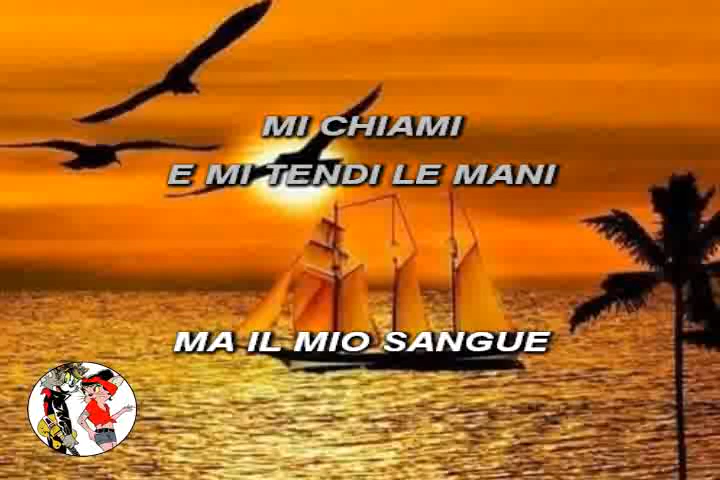 MI CHIAMI
E MI TENDI LE MANI
MA IL MIO SANGUE